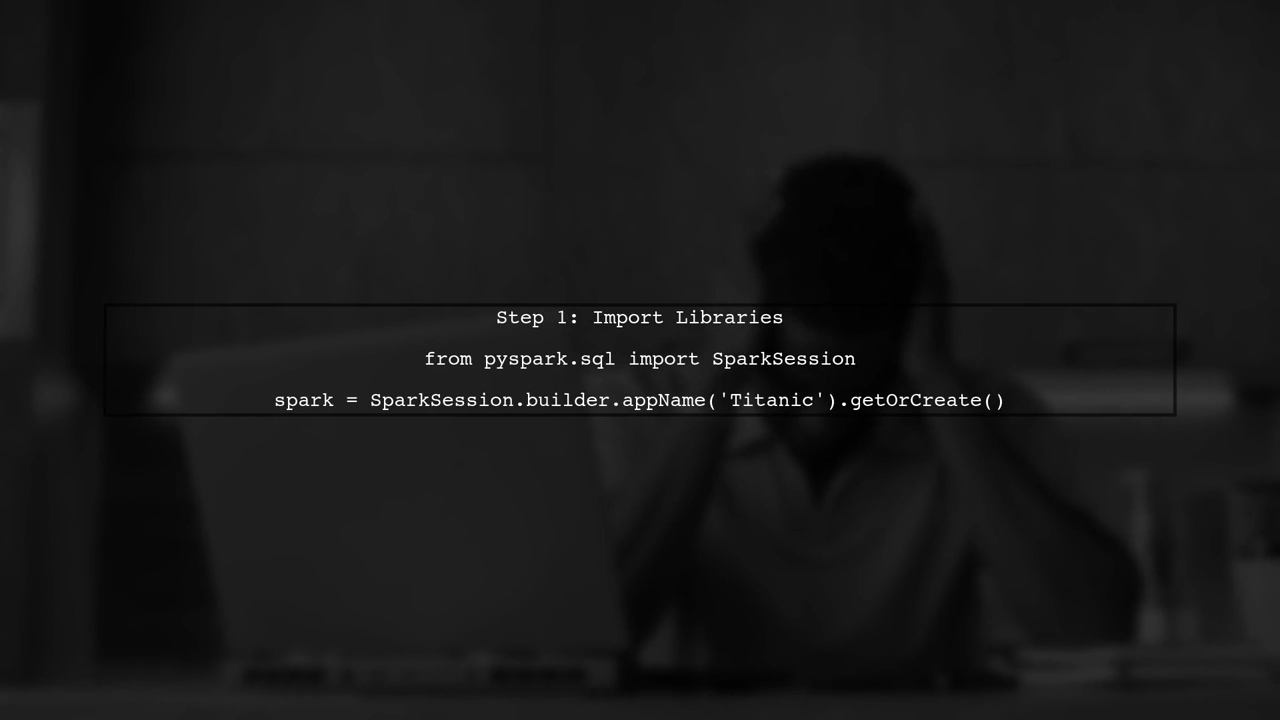 Step 1: Import Libraries
from pyspark.sql import SparkSession
spark = SparkSession.builder.appName('Titanic').getOrCreate()